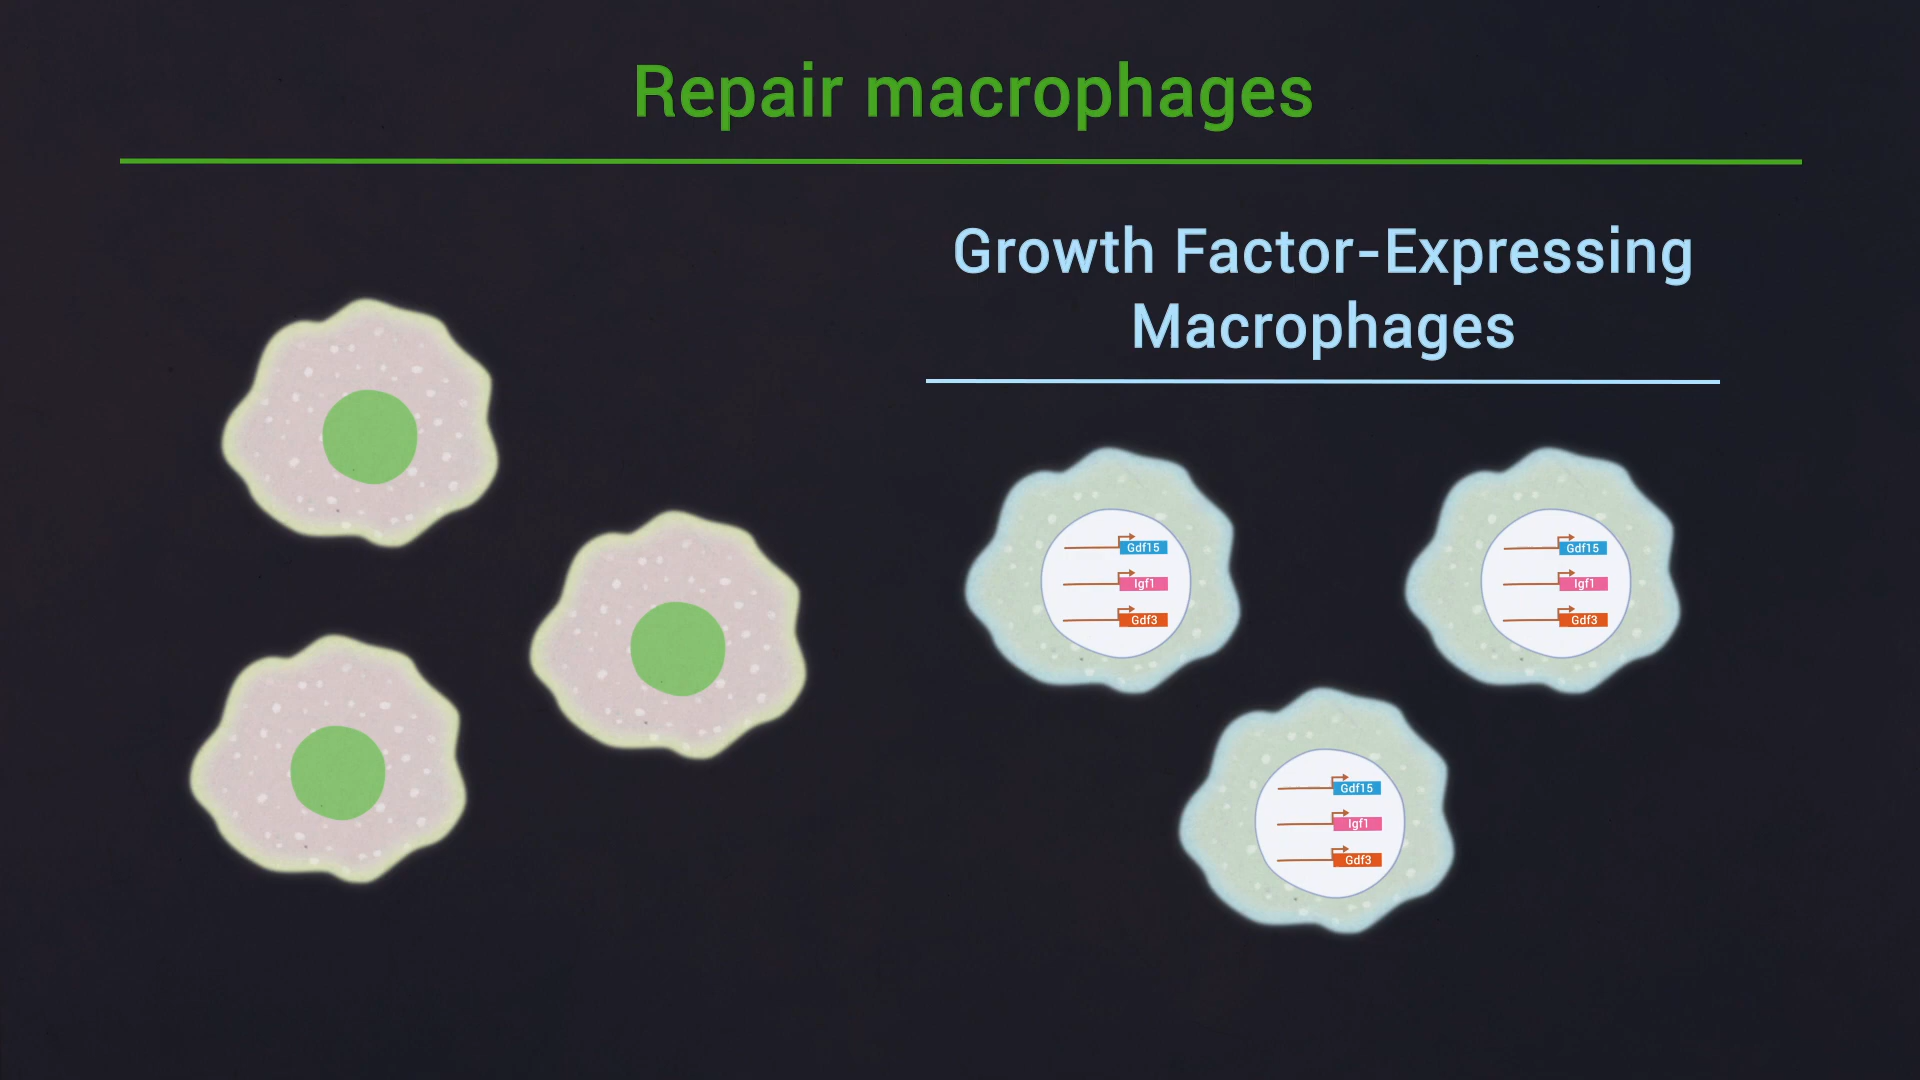 Repair macrophages
Growth Factor-Expressing
Macrophages
Gdf15
Igf1
Gdf3
Gdf15
Igf1
Gdf3
Gdf15
Igf1
Gdf3